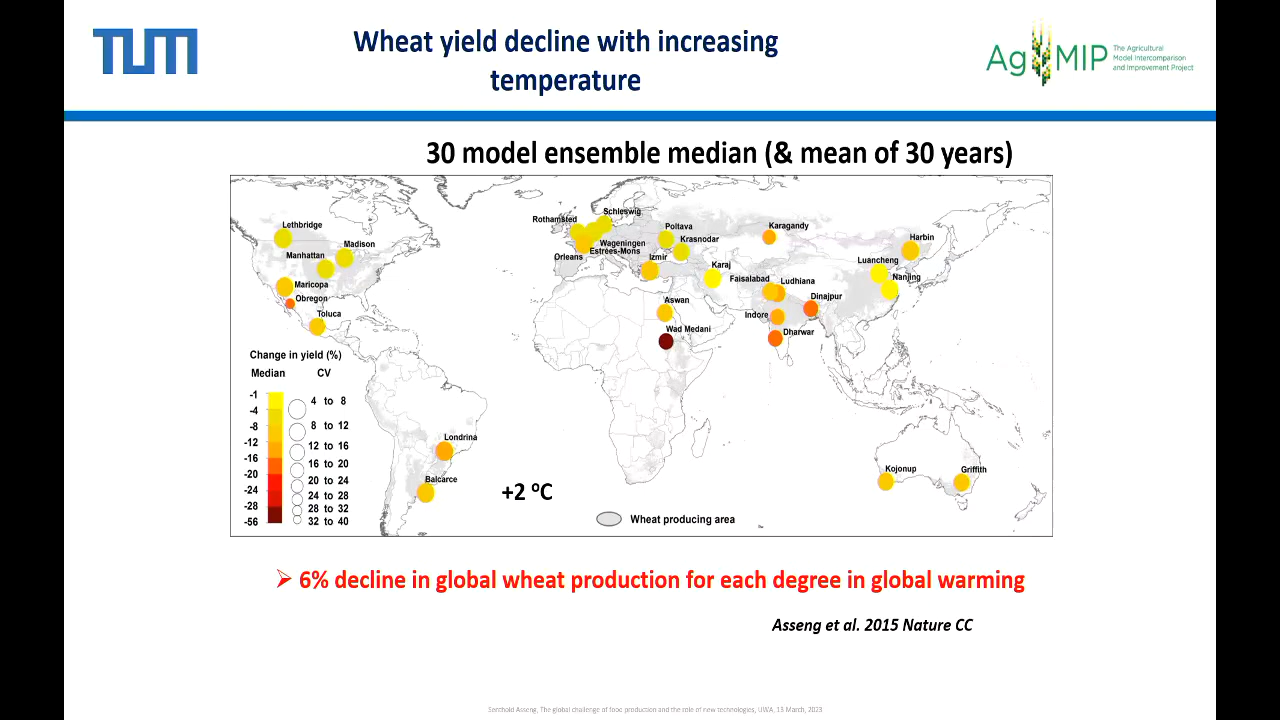 TUM
Wheat yield decline with increasing
temperature
AgMIP
The Agricultural
Model Intercomparison
and Improvement Project
30 model ensemble median (& mean of 30 years)
Lethbridge
Madison
Manhattan
Maricopa
Obregon
Toluca
Londrina
Balcarce
Rothamsted
Schleswig
Wageningen
Estrees-Mons
Orleans
Poltava
Krasnodar
Izmir
Karaj
Aswan
Wad Medani
Karagandy
Faisalabad
Ludhiana
Dinajpur
Indore
Dharwar
Harbin
Luancheng
Nanjing
Kojonup
Griffith
Change in yield (%)
Median CV
-1
-4
-8
-12
-16
-20
-24
-28
-56
4 to 8
8 to 12
12 to 16
16 to 20
20 to 24
24 to 28
28 to 32
32 to 40
+2 ºC
Wheat producing area
➢ 6% decline in global wheat production for each degree in global warming
Asseng et al. 2015 Nature CC
Senthold Asseng, The global challenge of food production and the role of new technologies, UWA, 13 March, 2023